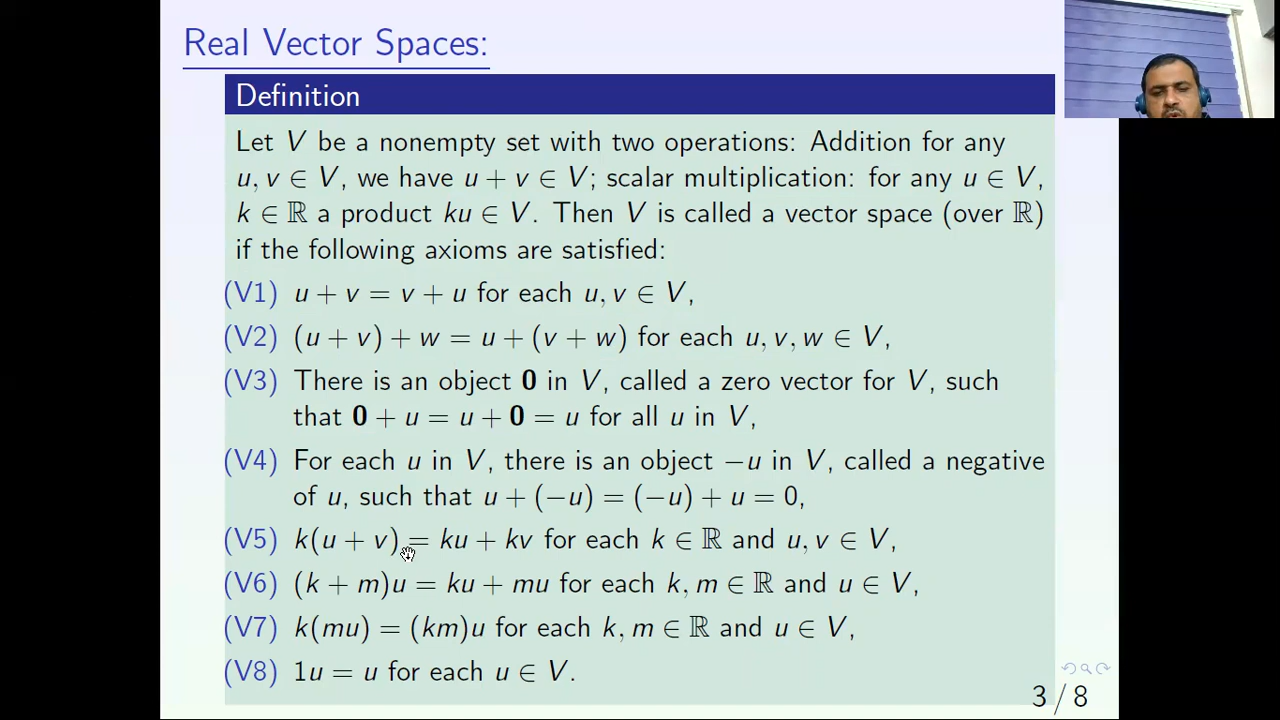 Real Vector Spaces:
Definition
Let V be a nonempty set with two operations: Addition for any
u, v ∈ V, we have u + v ∈ V; scalar multiplication: for any u ∈ V,
k ∈ ℝ a product ku ∈ V. Then V is called a vector space (over ℝ)
if the following axioms are satisfied:
(V1) u + v = v + u for each u, v ∈ V,
(V2) (u + v) + w = u + (v + w) for each u, v, w ∈ V,
(V3) There is an object 0 in V, called a zero vector for V, such
that 0 + u = u + 0 = u for all u in V,
(V4) For each u in V, there is an object −u in V, called a negative
of u, such that u + (−u) = (−u) + u = 0,
(V5) k(u + v) = ku + kv for each k ∈ ℝ and u, v ∈ V,
(V6) (k + m)u = ku + mu for each k, m ∈ ℝ and u ∈ V,
(V7) k(mu) = (km)u for each k, m ∈ ℝ and u ∈ V,
(V8) 1u = u for each u ∈ V.
3 / 8